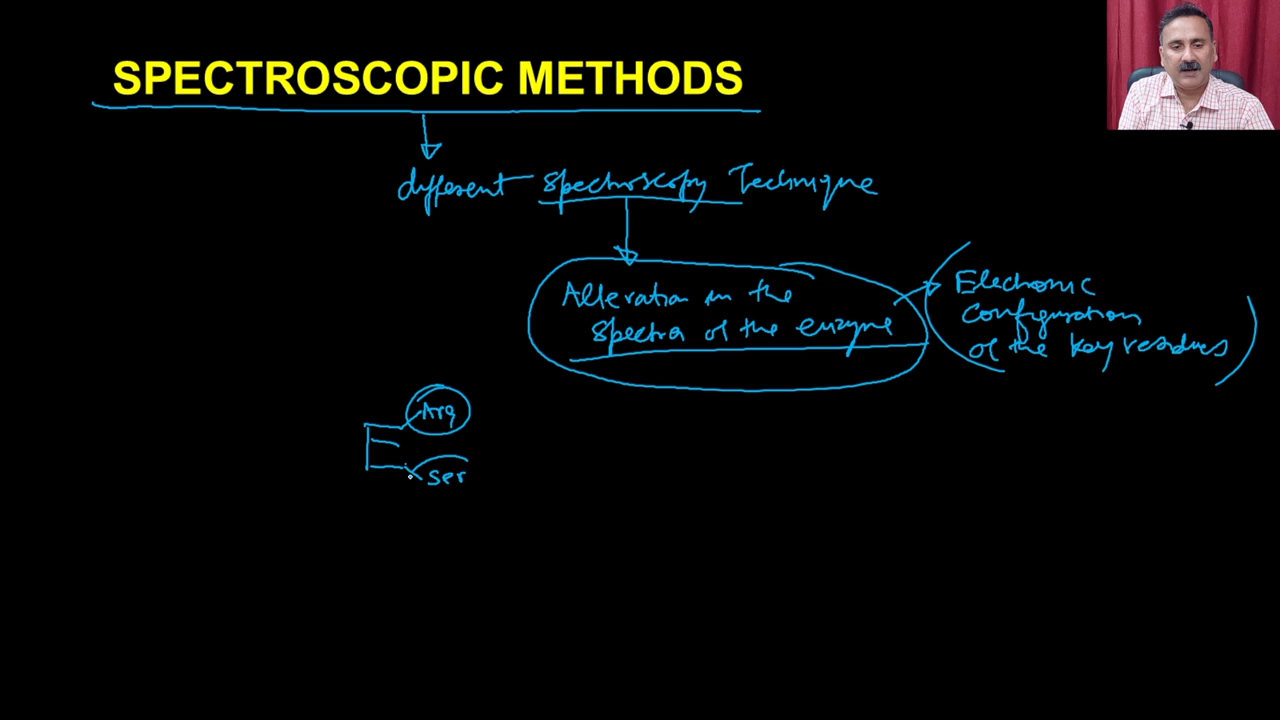 SPECTROSCOPIC METHODS
different spectroscopy Technique
Alteration in the
spectra of the enzyme
Electronic
configuration
of the key residues
Arg
Ser